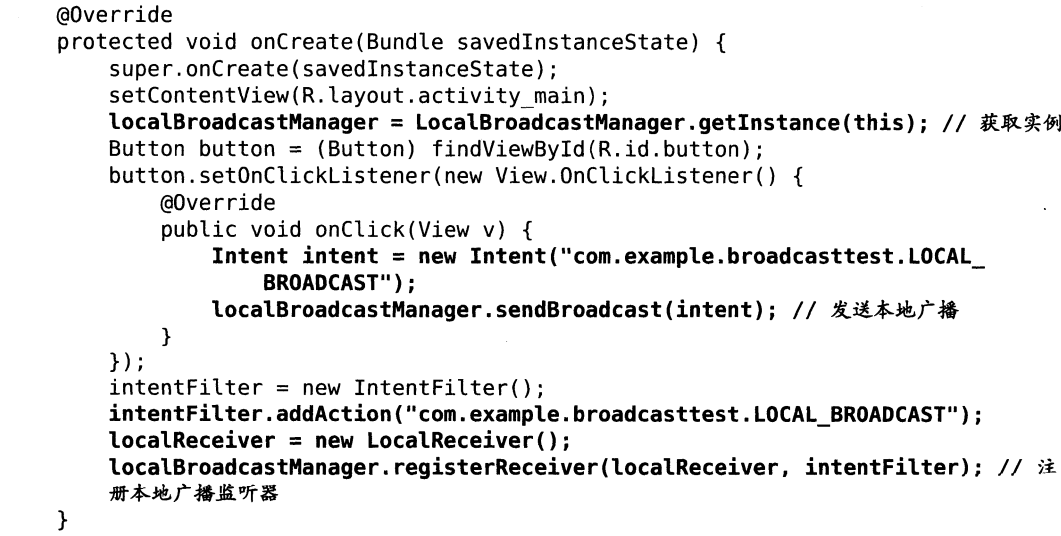 @Override
protected void onCreate(Bundle savedInstanceState) {
super.onCreate(savedInstanceState);
setContentView(R.layout.activity_main);
localBroadcastManager = LocalBroadcastManager.getInstance(this); // 获取实例
Button button = (Button) findViewById(R.id.button);
button.setOnClickListener(new View.OnClickListener() {
@Override
public void onClick(View v) {
Intent intent = new Intent("com.example.broadcasttest.LOCAL_
BROADCAST");
localBroadcastManager.sendBroadcast(intent); // 发送本地广播
}
});
intentFilter = new IntentFilter();
intentFilter.addAction("com.example.broadcasttest.LOCAL_BROADCAST");
localReceiver = new LocalReceiver();
localBroadcastManager.registerReceiver(localReceiver, intentFilter); // 注
册本地广播监听器
}